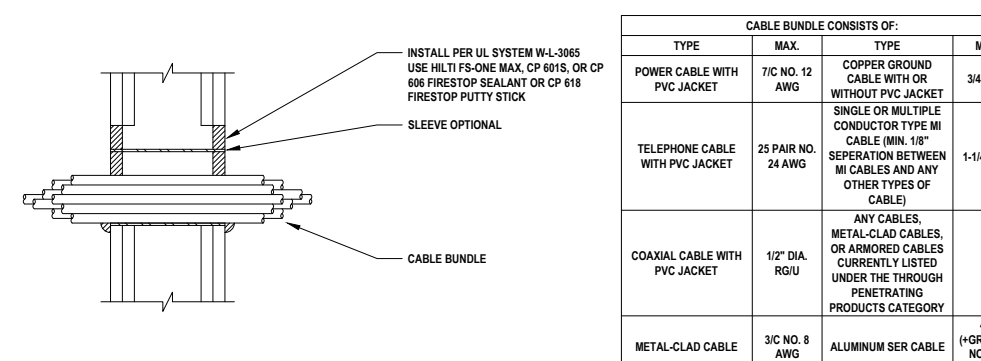 INSTALL PER UL SYSTEM W-L-3065
USE HILTI FS-ONE MAX, CP 601S, OR CP
606 FIRESTOP SEALANT OR CP 618
FIRESTOP PUTTY STICK
SLEEVE OPTIONAL
CABLE BUNDLE
CABLE BUNDLE CONSISTS OF:
TYPE MAX. TYPE
POWER CABLE WITH
PVC JACKET
7/C NO. 12
AWG
COPPER GROUND
CABLE WITH OR
WITHOUT PVC JACKET
3/4
TELEPHONE CABLE
WITH PVC JACKET
25 PAIR NO.
24 AWG
SINGLE OR MULTIPLE
CONDUCTOR TYPE MI
CABLE (MIN. 1/8"
SEPERATION BETWEEN
MI CABLES AND ANY
OTHER TYPES OF
CABLE)
COAXIAL CABLE WITH
PVC JACKET
1/2" DIA.
RG/U
ANY CABLES,
METAL-CLAD CABLES,
OR ARMORED CABLES
CURRENTLY LISTED
UNDER THE THROUGH
PENETRATING
PRODUCTS CATEGORY
METAL-CLAD CABLE
3/C NO. 8
AWG
ALUMINUM SER CABLE